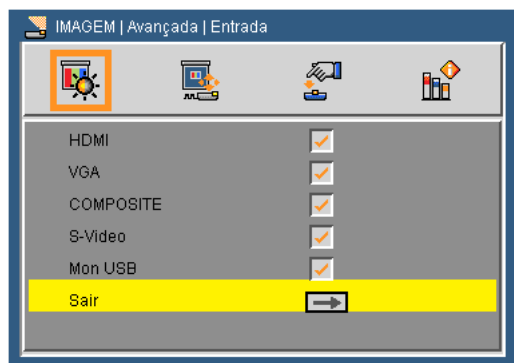 IMAGEM | Avançada | Entrada
HDMI
VGA
COMPOSITE
S-Video
Mon USB
Sair